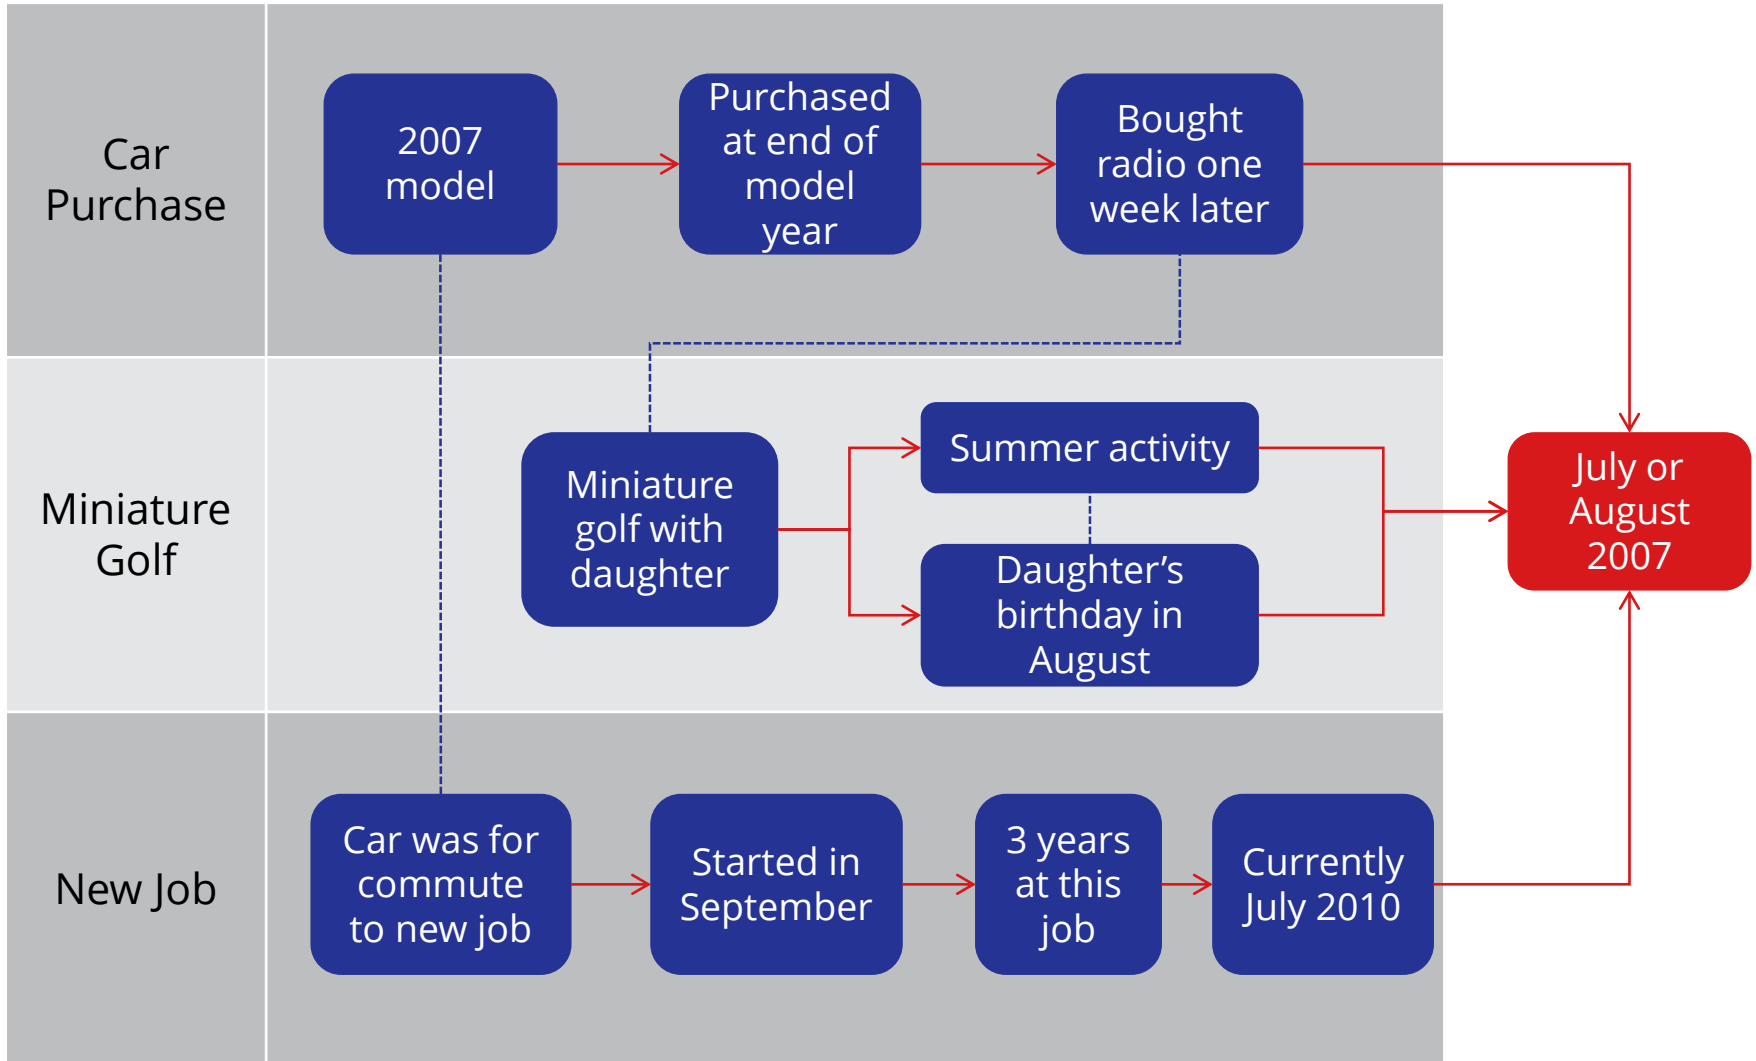 Car
Purchase
2007
model
Purchased
at end of
model
year
Bought
radio one
week later
Miniature
Golf
Miniature
golf with
daughter
Summer activity
Daughter’s
birthday in
August
July or
August
2007
New Job
Car was for
commute
to new job
Started in
September
3 years
at this
job
Currently
July 2010